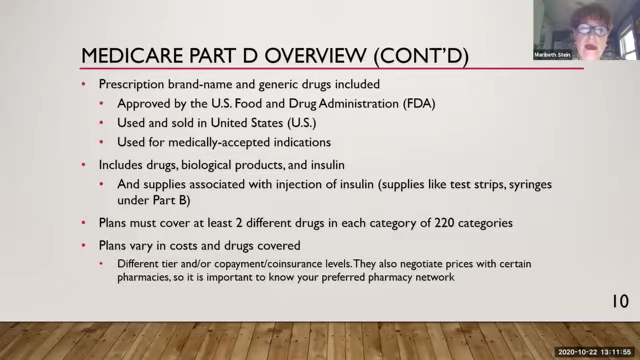 MEDICARE PART D OVERVIEW (CONT'D)
Maribeth Stein
• Prescription brand-name and generic drugs included
• Approved by the U.S. Food and Drug Administration (FDA)
• Used and sold in United States (U.S.)
• Used for medically-accepted indications
• Includes drugs, biological products, and insulin
• And supplies associated with injection of insulin (supplies like test strips, syringes
under Part B)
• Plans must cover at least 2 different drugs in each category of 220 categories
• Plans vary in costs and drugs covered
• Different tier and/or copayment/coinsurance levels. They also negotiate prices with certain
pharmacies, so it is important to know your preferred pharmacy network
10
2020-10-22 13:11:55